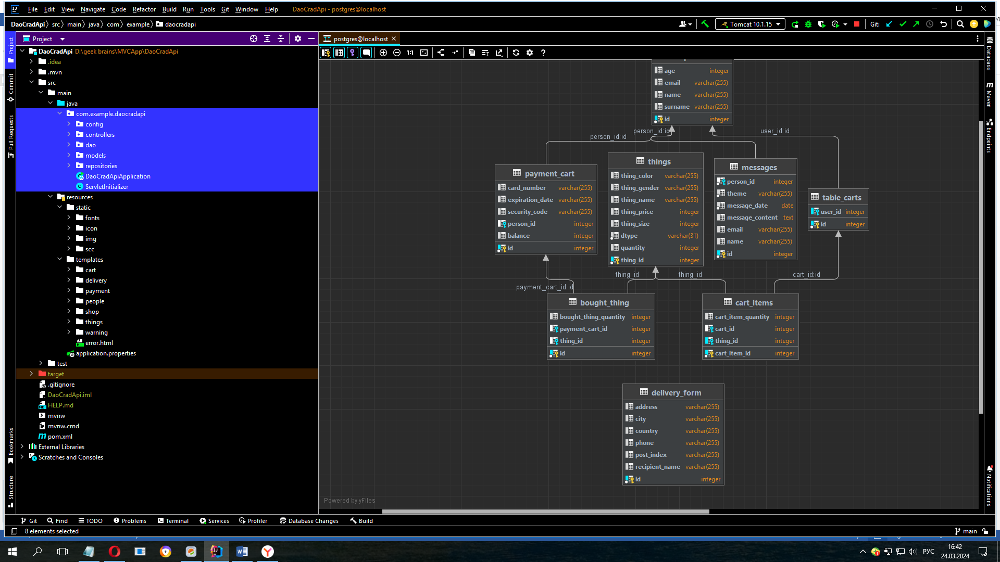 File Edit View Navigate Code Refactor Build Run Tools Git Window Help DaoCradApi - postgres@localhost
DaoCradApi src main java com example daocradapi
Tomcat 10.1.15
Git:
Project
postgres@localhost
1:1
?
Project
Commit
Pull Requests
Bookmarks
Structure
DaoCradApi D:\geek brains\MVCApp\DaoCradApi
.idea
.mvn
src
main
java
com.example.daocradapi
config
controllers
dao
models
repositories
DaoCradApiApplication
ServletInitializer
resources
static
fonts
icon
img
scc
templates
cart
delivery
payment
people
shop
things
warning
error.html
application.properties
test
target
.gitignore
DaoCradApi.iml
HELP.md
mvnw
mvnw.cmd
pom.xml
External Libraries
Scratches and Consoles
age integer
email varchar(255)
name varchar(255)
surname varchar(255)
id integer
person_id:id
person_id:id
user_id:id
payment_cart
card_number varchar(255)
expiration_date varchar(255)
security_code varchar(255)
person_id integer
balance integer
id integer
things
thing_color varchar(255)
thing_gender varchar(255)
thing_name varchar(255)
thing_price integer
thing_size integer
dtype varchar(31)
quantity integer
thing_id integer
messages
person_id integer
theme varchar(255)
message_date date
message_content text
email varchar(255)
name varchar(255)
id integer
table_carts
user_id integer
id integer
payment_cart_id:id
thing_id
thing_id
cart_id:id
bought_thing
bought_thing_quantity integer
payment_cart_id integer
thing_id integer
id integer
cart_items
cart_item_quantity integer
cart_id integer
thing_id integer
cart_item_id integer
delivery_form
address varchar(255)
city varchar(255)
country varchar(255)
phone varchar(255)
post_index varchar(255)
recipient_name varchar(255)
id integer
Powered by yFiles
Database
Maven
Endpoints
Notifications
Git Find TODO Problems Terminal Services Profiler Database Changes Build
8 elements selected
main
РУС
16:42
24.03.2024